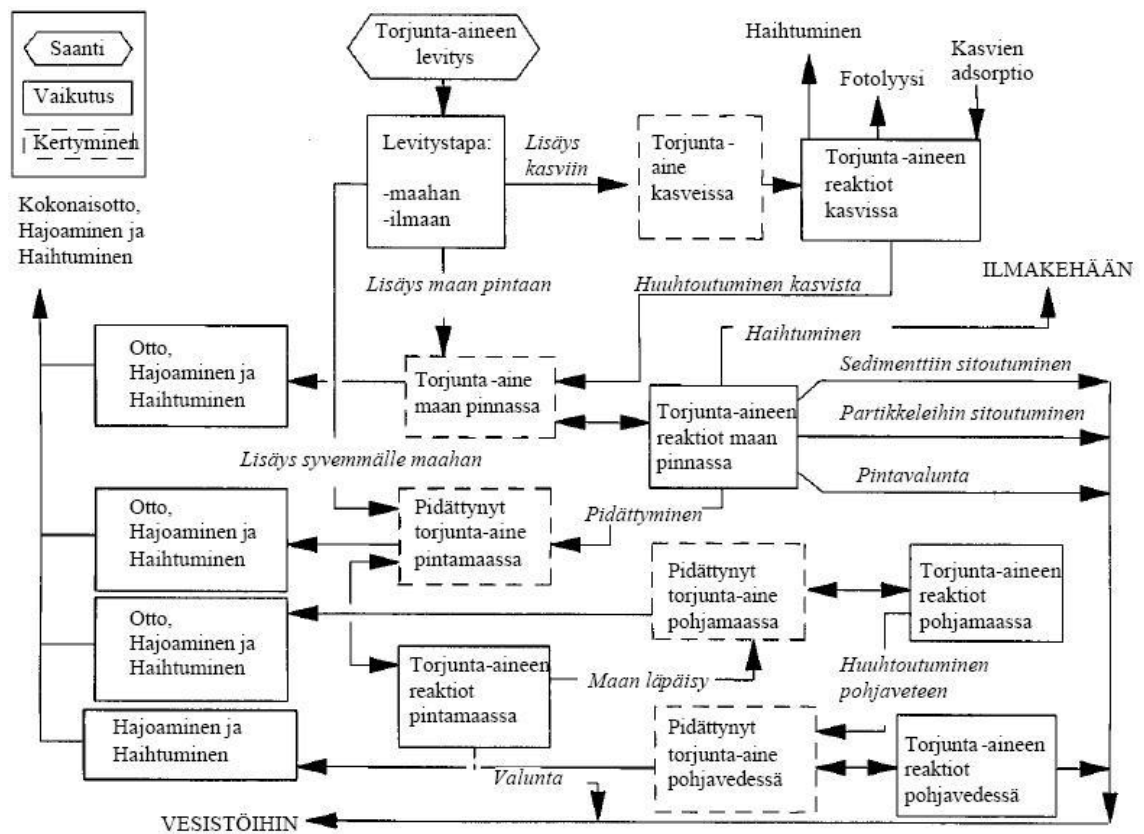 Saanti
Vaikutus
Kertyminen
Kokonaisotto,
Hajoaminen ja
Haihtuminen
Torjunta-aineen
levitys
Levitystapa:
-maahan
-ilmaan
Lisäys
kasviin
Torjunta-
aine
kasveissa
Haihtuminen
Fotolyysi
Kasvien
adsorptio
Torjunta-aineen
reaktiot
kasvissa
ILMAKEHÄÄN
Lisäys maan pintaan
Huuhtoutuminen kasvista
Haihtuminen
Otto,
Hajoaminen ja
Haihtuminen
Torjunta-aine
maan pinnassa
Torjunta-aineen
reaktiot maan
pinnassa
Sedimenttiin sitoutuminen
Partikkeleihin sitoutuminen
Pintavalunta
Lisäys syvemmälle maahan
Otto,
Hajoaminen ja
Haihtuminen
Pidättynyt
torjunta-aine
pintamaassa
Pidättyminen
Otto,
Hajoaminen ja
Haihtuminen
Pidättynyt
torjunta-aine
pohjamaassa
Torjunta-aineen
reaktiot
pohjamaassa
Torjunta-aineen
reaktiot
pintamaassa
Maan läpäisy
Huuhtoutuminen
pohjaveteen
Hajoaminen ja
Haihtuminen
Pidättynyt
torjunta-aine
pohjavedessä
Torjunta-aineen
reaktiot
pohjavedessä
Valunta
VESISTÖIHIN